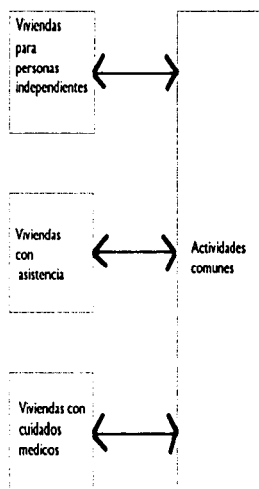 Viviendas
para
personas
independientes
Viviendas
con
asistencia
Actividades
comunes
Viviendas con
cuidados
medicos